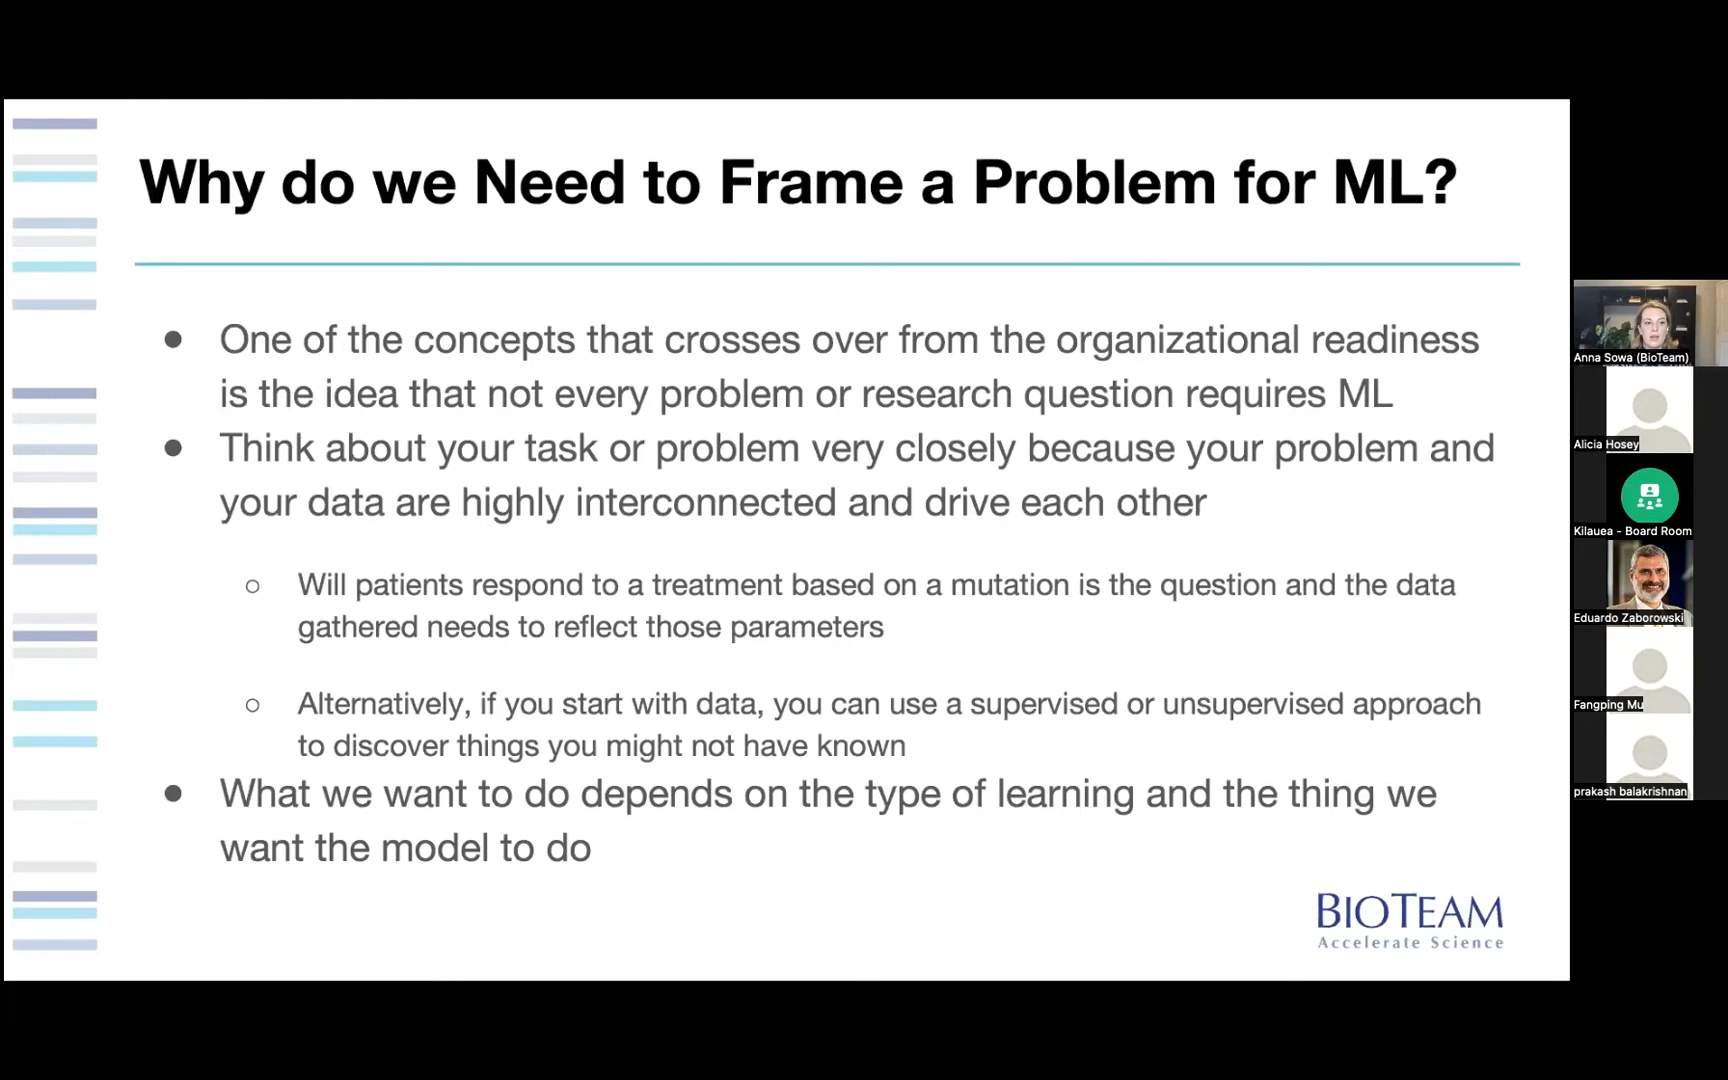 Why do we Need to Frame a Problem for ML?
● One of the concepts that crosses over from the organizational readiness
is the idea that not every problem or research question requires ML
● Think about your task or problem very closely because your problem and
your data are highly interconnected and drive each other
○ Will patients respond to a treatment based on a mutation is the question and the data
gathered needs to reflect those parameters
○ Alternatively, if you start with data, you can use a supervised or unsupervised approach
to discover things you might not have known
● What we want to do depends on the type of learning and the thing we
want the model to do
BIOTEAM
Accelerate Science
Anna Sowa (BioTeam)
Alicia Hosey
Kilauea - Board Room
Eduardo Zaborowski
Fangping Mu
prakash balakrishnan